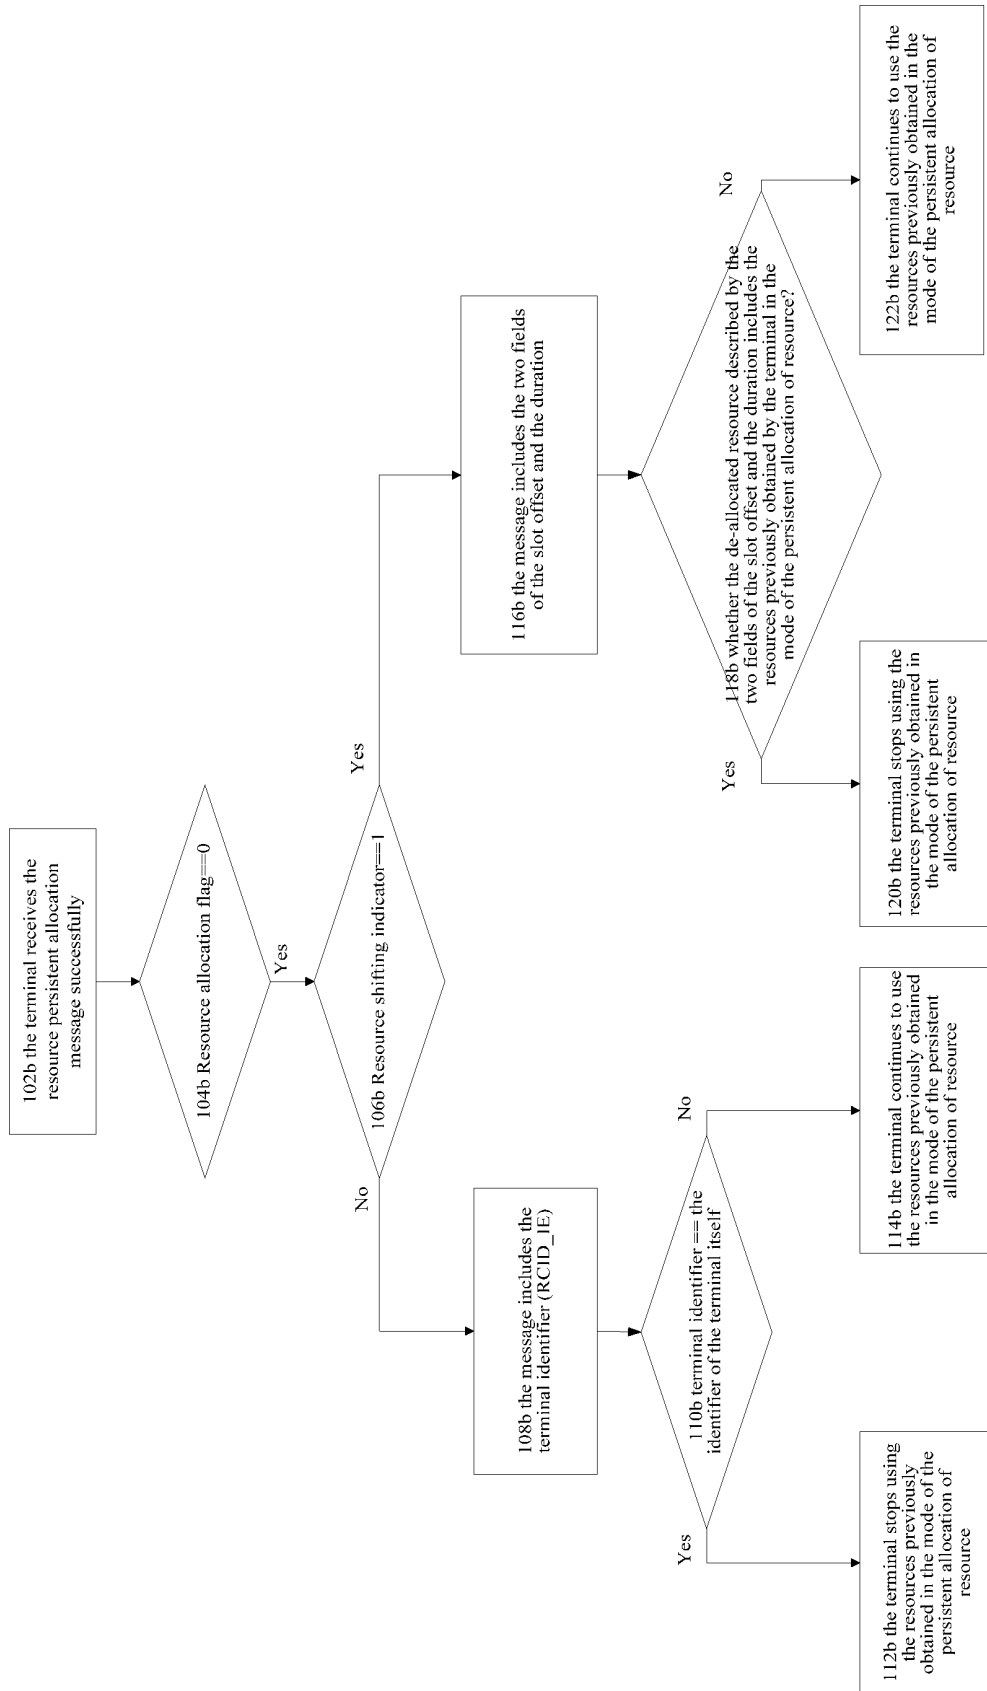 102b the terminal receives the
resource persistent allocation
message successfully
104b Resource allocation flag==0
Yes
106b Resource shifting indicator==1
No
Yes
108b the message includes the
terminal identifier (RCID_IE)
116b the message includes the two fields
of the slot offset and the duration
110b terminal identifier == the
identifier of the terminal itself
Yes
No
118b whether the de-allocated resource described by the
two fields of the slot offset and the duration includes the
resources previously obtained by the terminal in the
mode of the persistent allocation of resource?
Yes
No
112b the terminal stops using
the resources previously
obtained in the mode of the
persistent allocation of
resource
114b the terminal continues to use
the resources previously obtained
in the mode of the persistent
allocation of resource
120b the terminal stops using the
resources previously obtained in
the mode of the persistent
allocation of resource
122b the terminal continues to use the
resources previously obtained in the
mode of the persistent allocation of
resource